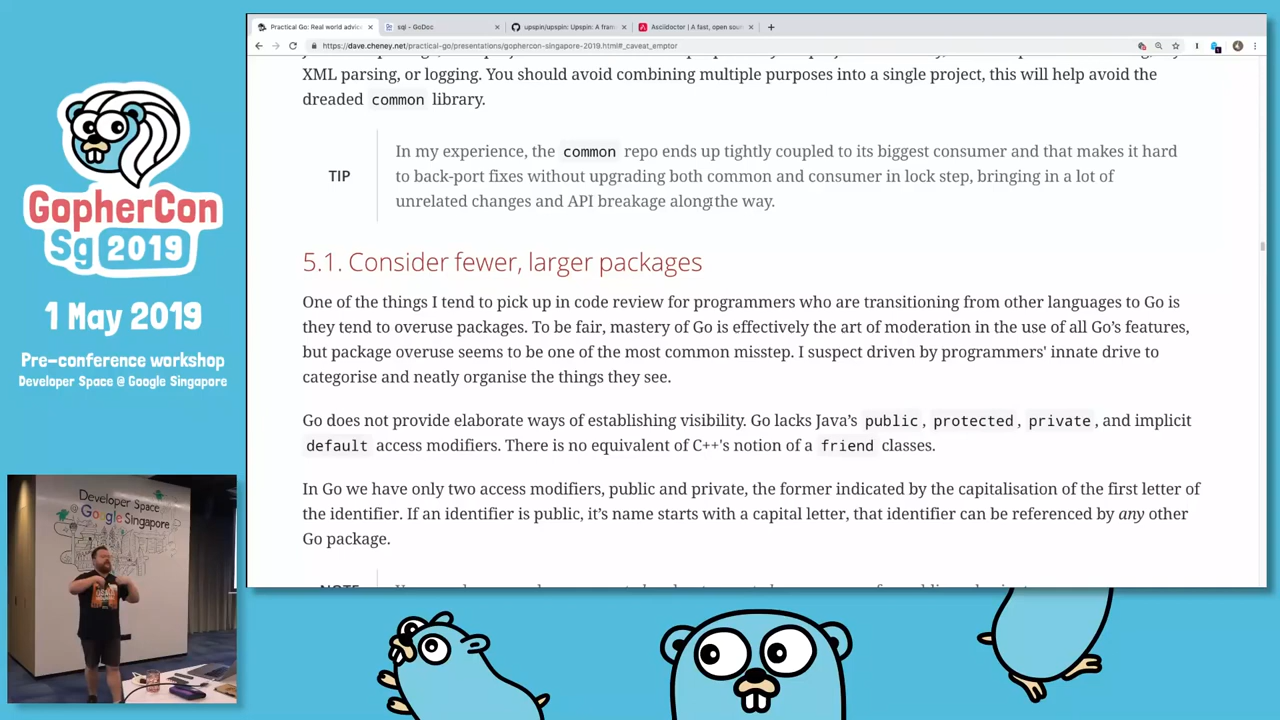 Practical Go: Real world advic
sql - GoDoc
upspin/upspin: Upspin: A fram
Asciidoctor | A fast, open sou
https://dave.cheney.net/practical-go/presentations/gophercon-singapore-2019.html#_caveat_emptor
XML parsing, or logging. You should avoid combining multiple purposes into a single project, this will help avoid the
dreaded common library.
TIP
In my experience, the common repo ends up tightly coupled to its biggest consumer and that makes it hard
to back-port fixes without upgrading both common and consumer in lock step, bringing in a lot of
unrelated changes and API breakage along the way.
5.1. Consider fewer, larger packages
One of the things I tend to pick up in code review for programmers who are transitioning from other languages to Go is
they tend to overuse packages. To be fair, mastery of Go is effectively the art of moderation in the use of all Go’s features,
but package overuse seems to be one of the most common misstep. I suspect driven by programmers' innate drive to
categorise and neatly organise the things they see.
Go does not provide elaborate ways of establishing visibility. Go lacks Java’s public, protected, private, and implicit
default access modifiers. There is no equivalent of C++'s notion of a friend classes.
In Go we have only two access modifiers, public and private, the former indicated by the capitalisation of the first letter of
the identifier. If an identifier is public, it’s name starts with a capital letter, that identifier can be referenced by any other
Go package.
GopherCon
Sg 2019
1 May 2019
Pre-conference workshop
Developer Space @ Google Singapore
Developer Space
@ Google Singapore